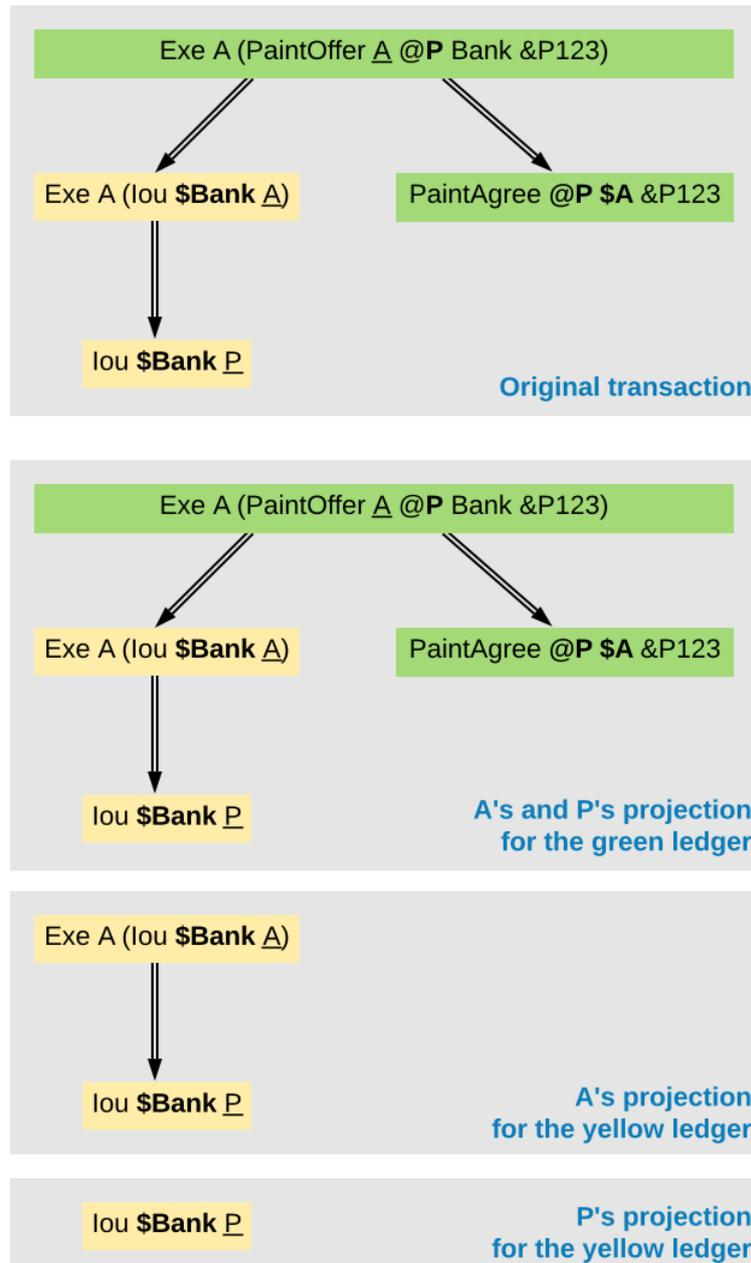 Exe A (PaintOffer A @P Bank &P123)
Exe A (Iou $Bank A)
PaintAgree @P $A &P123
Iou $Bank P
Original transaction
Exe A (PaintOffer A @P Bank &P123)
Exe A (Iou $Bank A)
PaintAgree @P $A &P123
Iou $Bank P
A's and P's projection
for the green ledger
Exe A (Iou $Bank A)
Iou $Bank P
A's projection
for the yellow ledger
Iou $Bank P
P's projection
for the yellow ledger